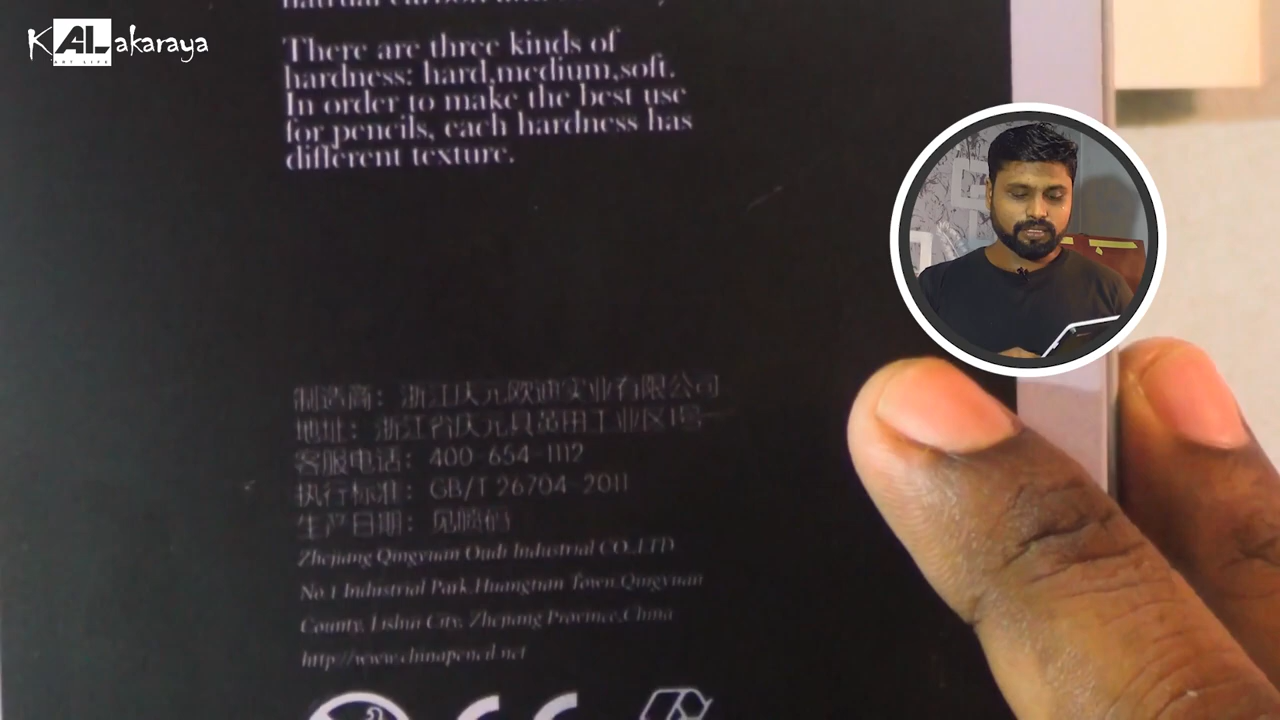 KALakaraya
ART LIFE
There are three kinds of
hardness: hard,medium,soft.
In order to make the best use
for pencils, each hardness has
different texture.
制造商：浙江庆元欧迪实业有限公司
地址：浙江省庆元县 工业区1号
客服电话：400-654-1112
执行标准：GB/T 26704-2011
生产日期：见喷码
Zhejiang Qingyuan Oudi Industrial CO.,LTD
No.1 Industrial Park,Huangtian Town,Qingyuan
County, Lishui City, Zhejiang Province,China
http://www.chinapencil.net
CE